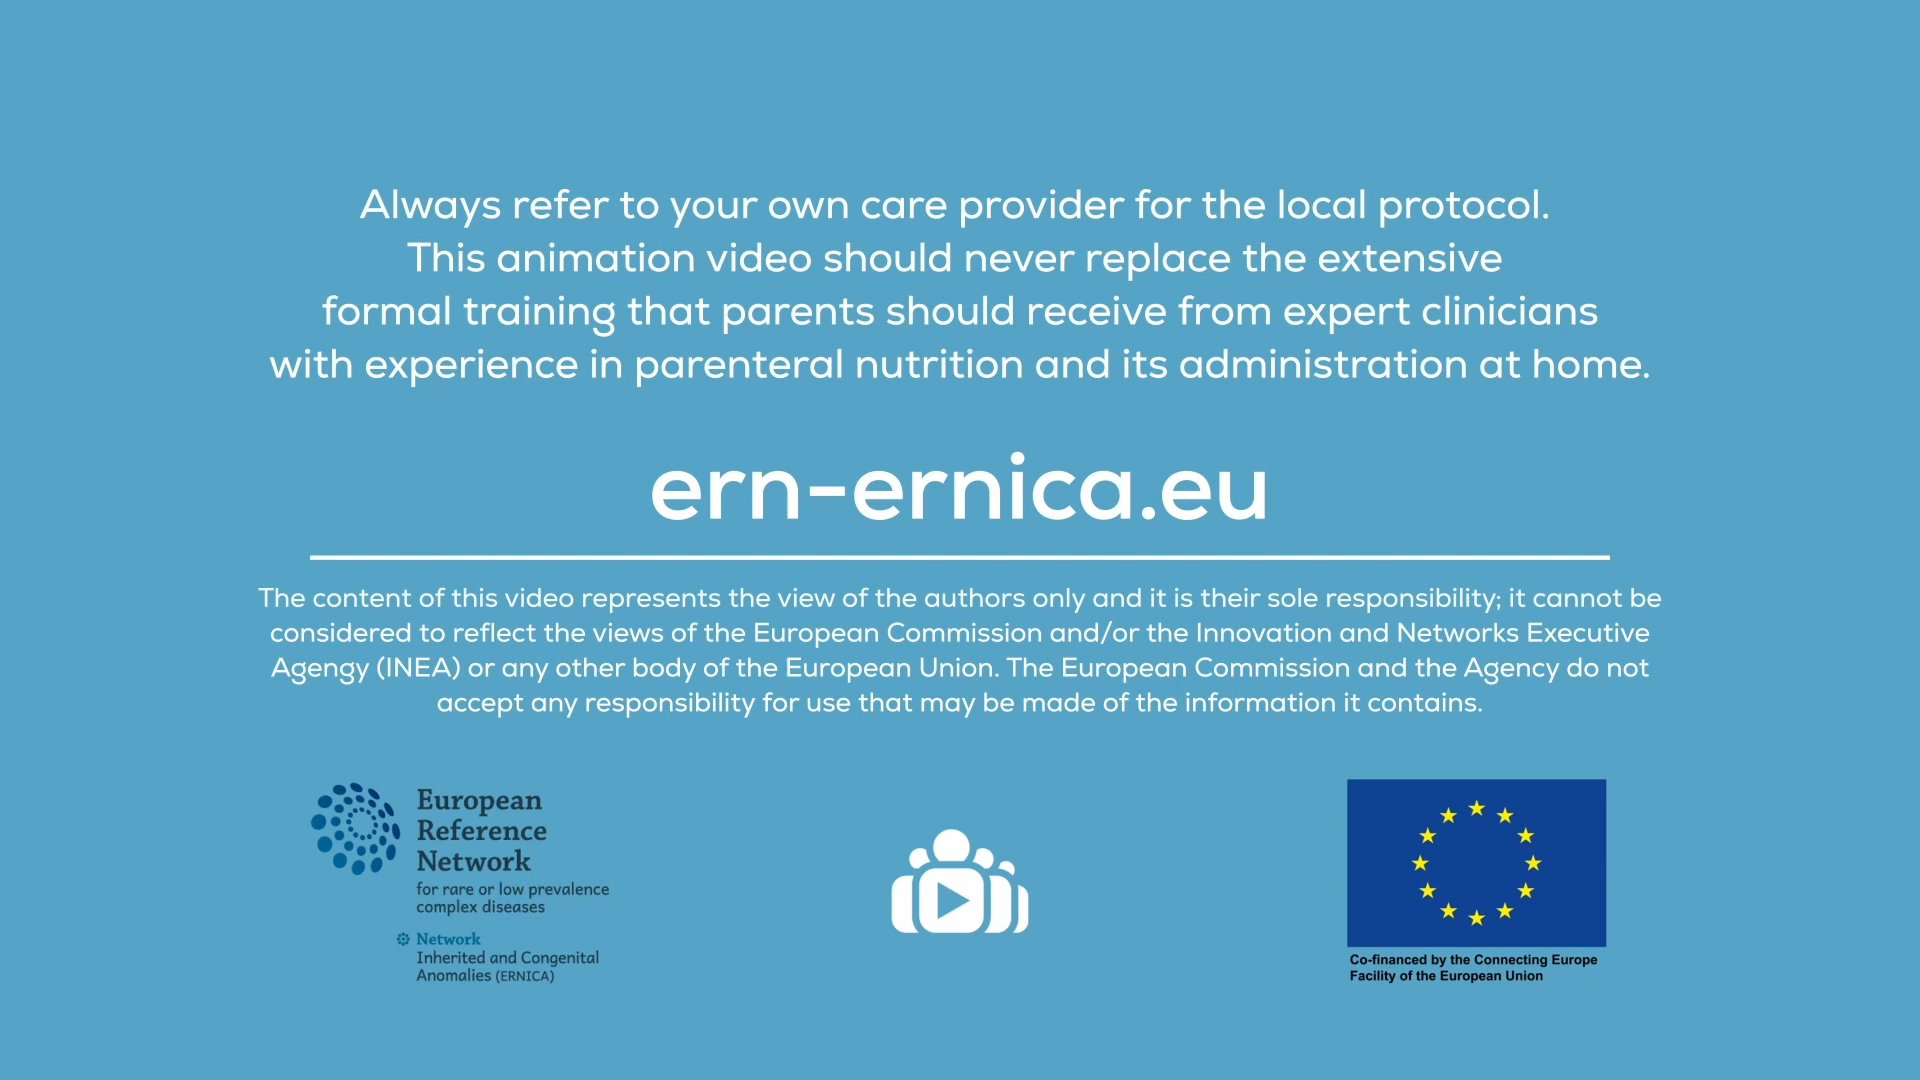 Always refer to your own care provider for the local protocol.
This animation video should never replace the extensive
formal training that parents should receive from expert clinicians
with experience in parenteral nutrition and its administration at home.
ern-ernica.eu
The content of this video represents the view of the authors only and it is their sole responsibility; it cannot be
considered to reflect the views of the European Commission and/or the Innovation and Networks Executive
Agengy (INEA) or any other body of the European Union. The European Commission and the Agency do not
accept any responsibility for use that may be made of the information it contains.
European
Reference
Network
for rare or low prevalence
complex diseases
Network
Inherited and Congenital
Anomalies (ERNICA)
Co-financed by the Connecting Europe
Facility of the European Union